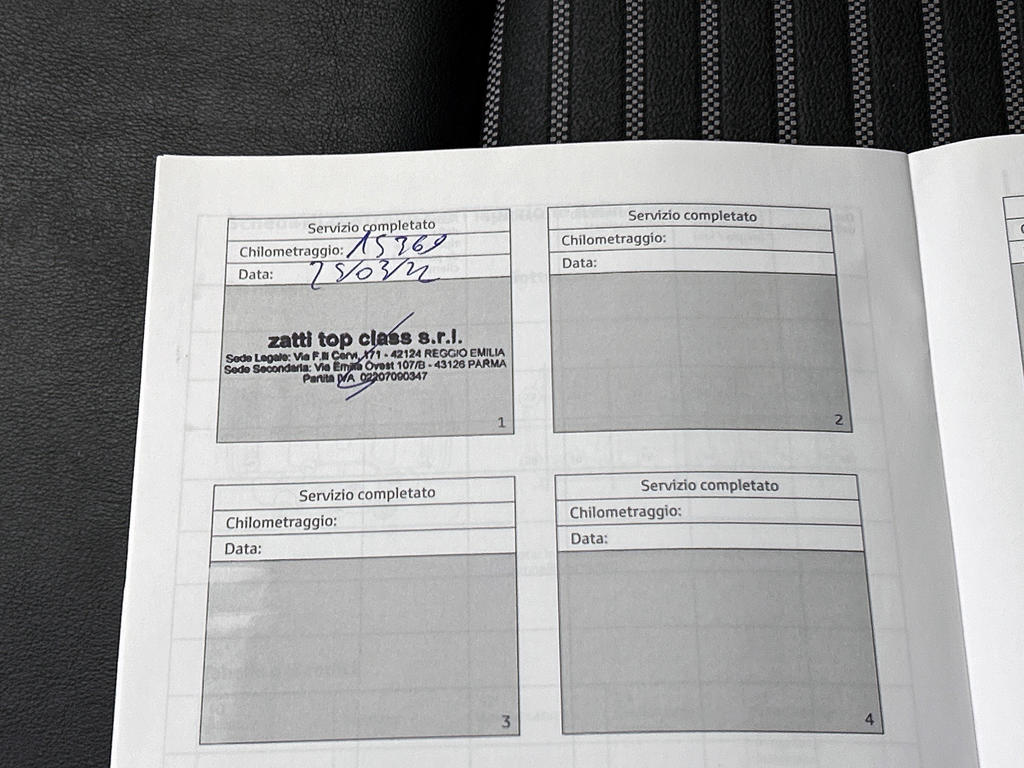 Servizio completato
Chilometraggio: 15369
Data: 25/03/22
zatti top class s.r.l.
Sede Legale: Via F.lli Cervi, 171 - 42124 REGGIO EMILIA
Sede Secondaria: Via Emilia Ovest 107/B - 43126 PARMA
Partita IVA 02207090347
1
Servizio completato
Chilometraggio:
Data:
2
Servizio completato
Chilometraggio:
Data:
3
Servizio completato
Chilometraggio:
Data:
4